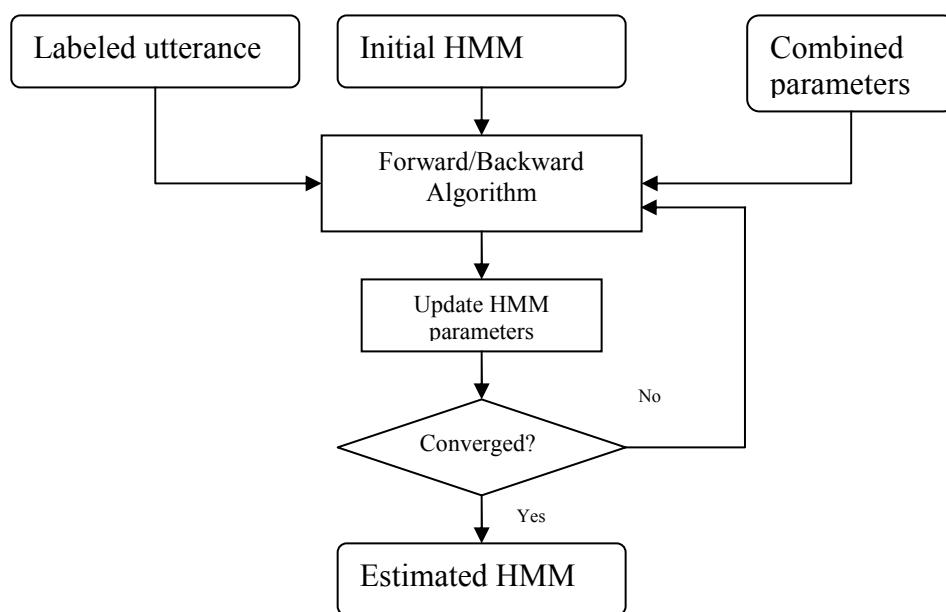 Labeled utterance
Initial HMM
Combined
parameters
Forward/Backward
Algorithm
Update HMM
parameters
No
Converged?
Yes
Estimated HMM